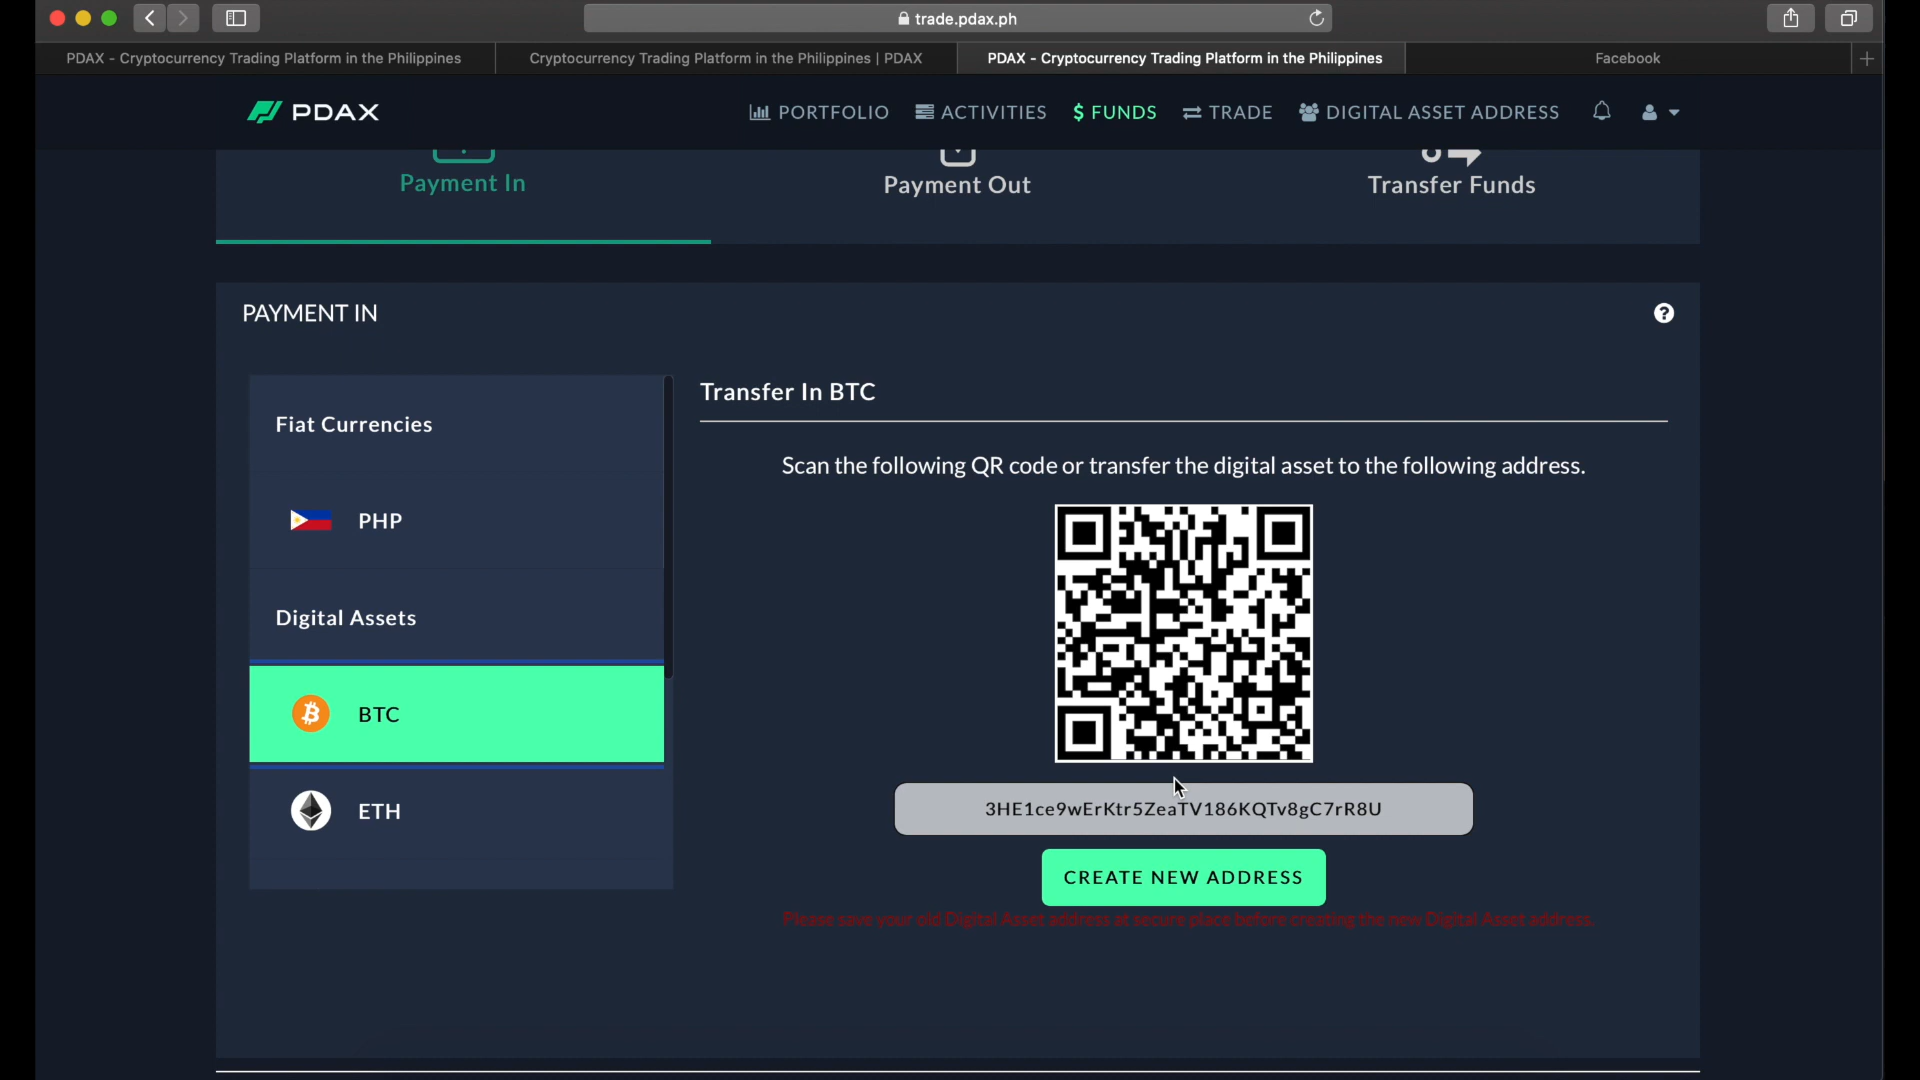 trade.pdax.ph
PDAX - Cryptocurrency Trading Platform in the Philippines
Cryptocurrency Trading Platform in the Philippines | PDAX
PDAX - Cryptocurrency Trading Platform in the Philippines
Facebook
PDAX
PORTFOLIO
ACTIVITIES
$ FUNDS
TRADE
DIGITAL ASSET ADDRESS
Payment In
Payment Out
Transfer Funds
PAYMENT IN
?
Fiat Currencies
PHP
Digital Assets
BTC
ETH
Transfer In BTC
Scan the following QR code or transfer the digital asset to the following address.
3HE1ce9wErKtr5ZeaTV186KQTv8gC7rR8U
CREATE NEW ADDRESS
Please save your old Digital Asset address at secure place before creating the new Digital Asset address.